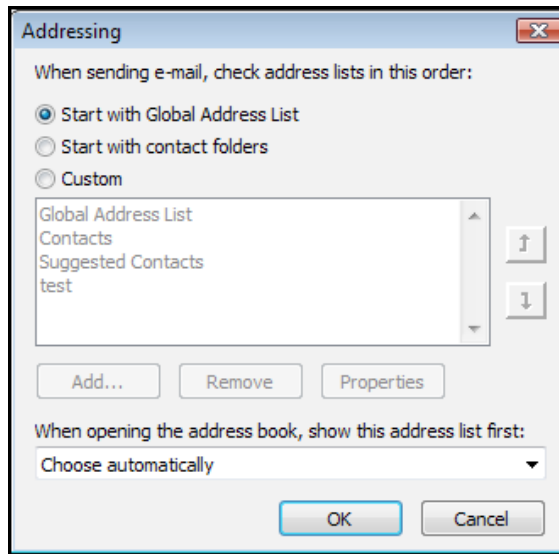 Addressing
When sending e-mail, check address lists in this order:
Start with Global Address List
Start with contact folders
Custom
Global Address List
Contacts
Suggested Contacts
test
Add... Remove Properties
When opening the address book, show this address list first:
Choose automatically
OK Cancel